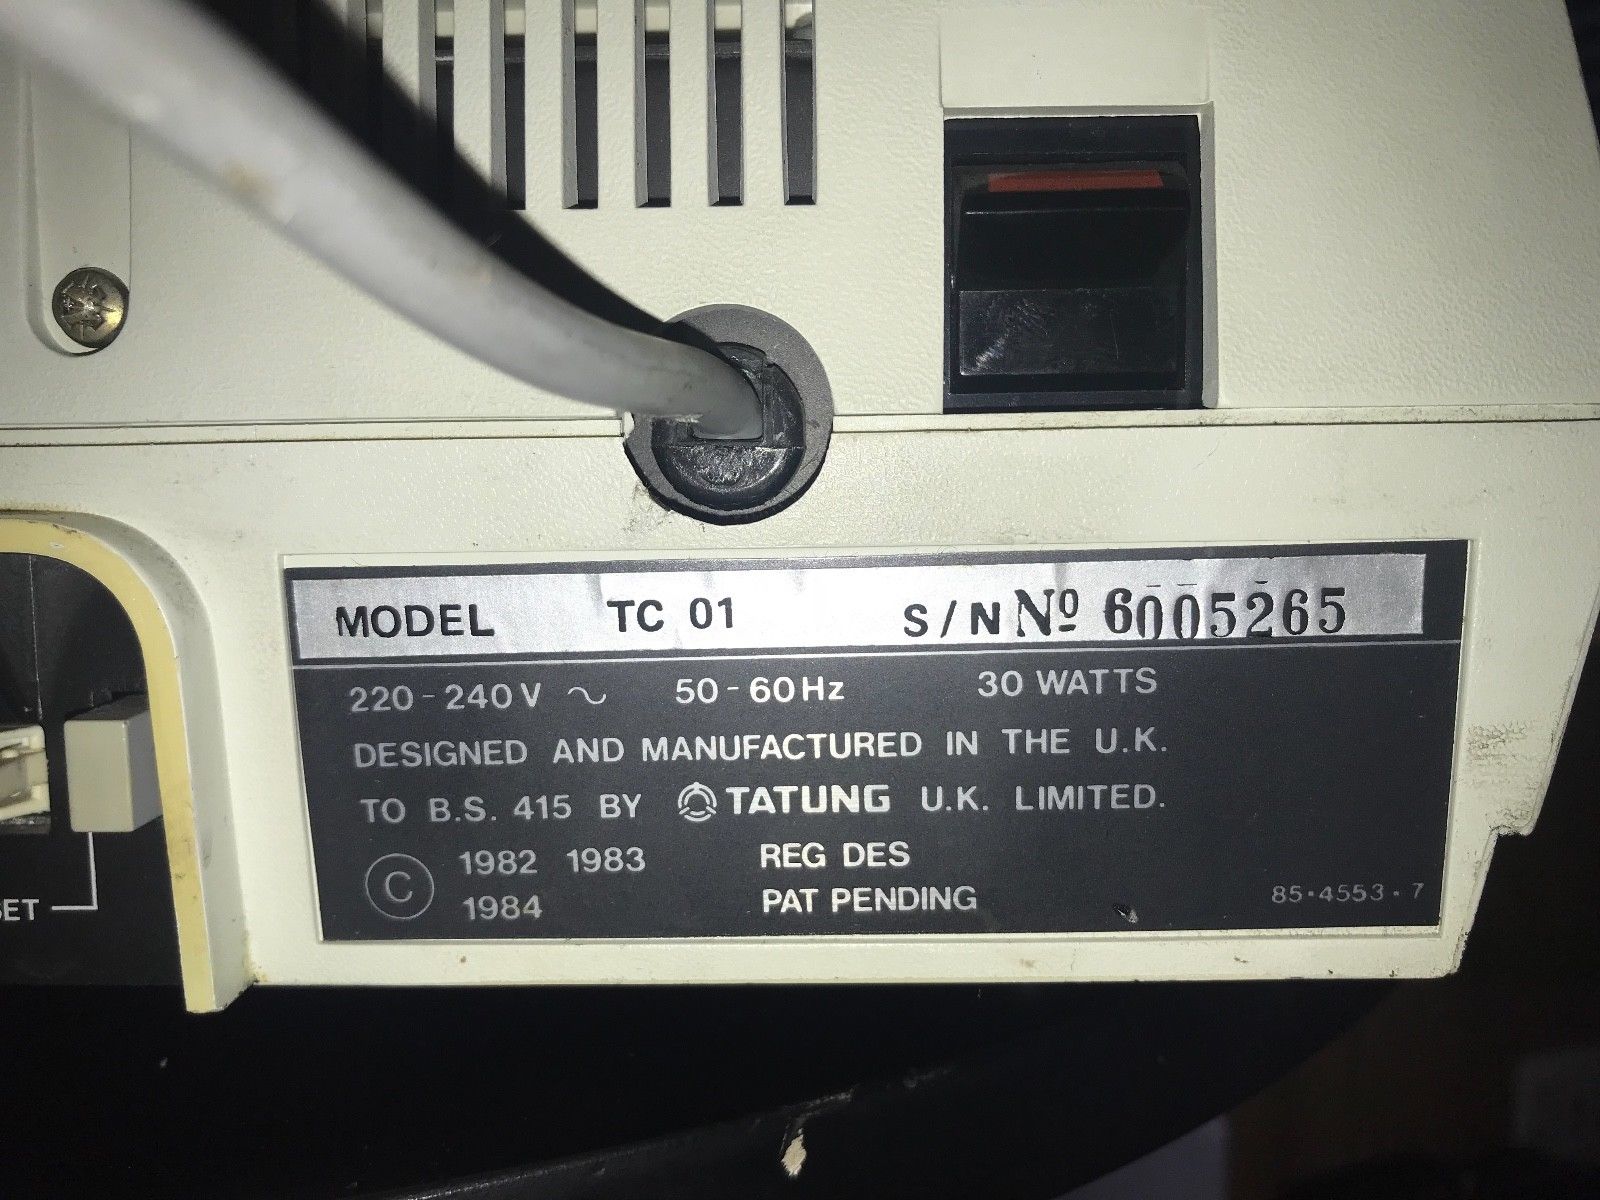 MODEL TC 01 S/N Nº 6005265
220-240V ~ 50-60Hz 30 WATTS
DESIGNED AND MANUFACTURED IN THE U.K.
TO B.S. 415 BY TATUNG U.K. LIMITED.
© 1982 1983 REG DES
1984 PAT PENDING 85·4553·7